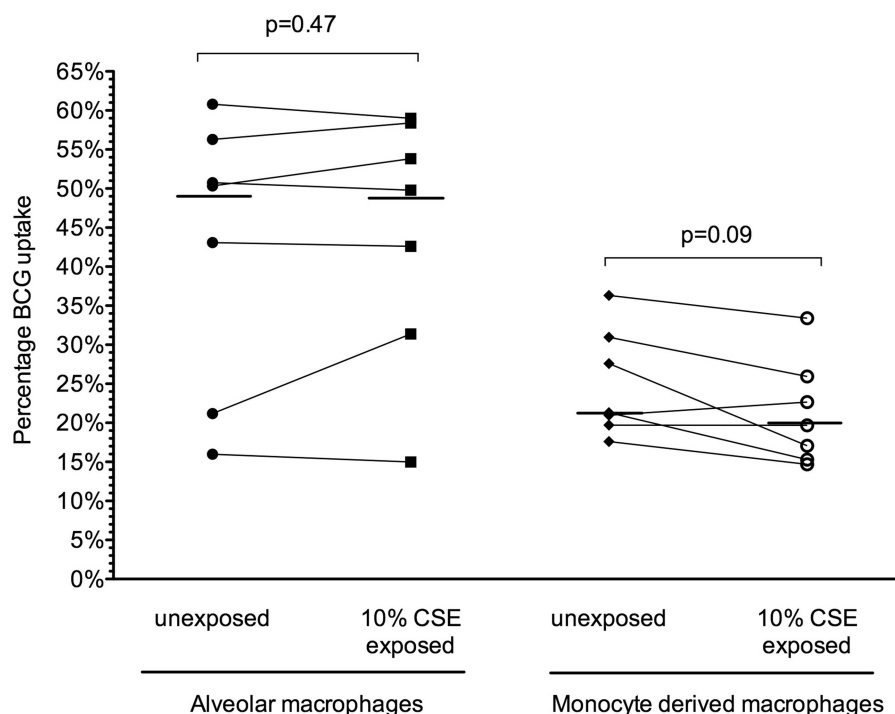 p=0.47
65%
60%
55%
50%
45%
40%
35%
30%
25%
20%
15%
10%
5%
0%
Percentage BCG uptake
p=0.09
unexposed
10% CSE
exposed
unexposed
10% CSE
exposed
Alveolar macrophages
Monocyte derived macrophages